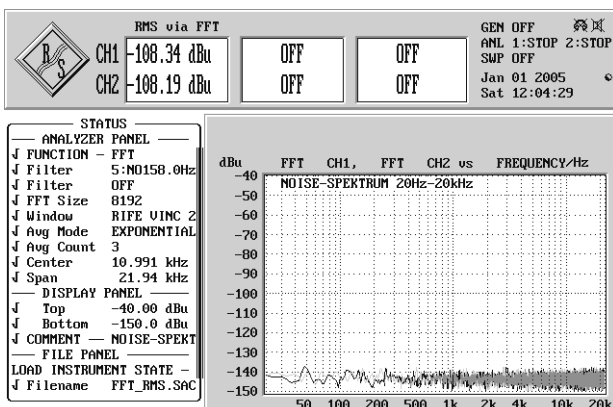 RMS via FFT
CH1 -108.34 dBu
CH2 -108.19 dBu
OFF
OFF
OFF
OFF
GEN OFF
ANL 1:STOP 2:STOP
SWP OFF
Jan 01 2005
Sat 12:04:29
R S
STATUS
ANALYZER PANEL
FUNCTION - FFT
Filter 5:NO158.0Hz
Filter OFF
FFT Size 8192
Window RIFE VINC 2
Avg Mode EXPONENTIAL
Avg Count 3
Center 10.991 kHz
Span 21.94 kHz
DISPLAY PANEL
Top -40.00 dBu
Bottom -150.0 dBu
COMMENT — NOISE-SPEKT
FILE PANEL
LOAD INSTRUMENT STATE -
Filename FFT_RMS.SAC
dBu FFT CH1, FFT CH2 vs FREQUENCY/Hz
NOISE-SPEKTRUM 20Hz-20kHz
-40
-50
-60
-70
-80
-90
-100
-110
-120
-130
-140
-150
50 100 200 500 1k 2k 4k 10k 20k